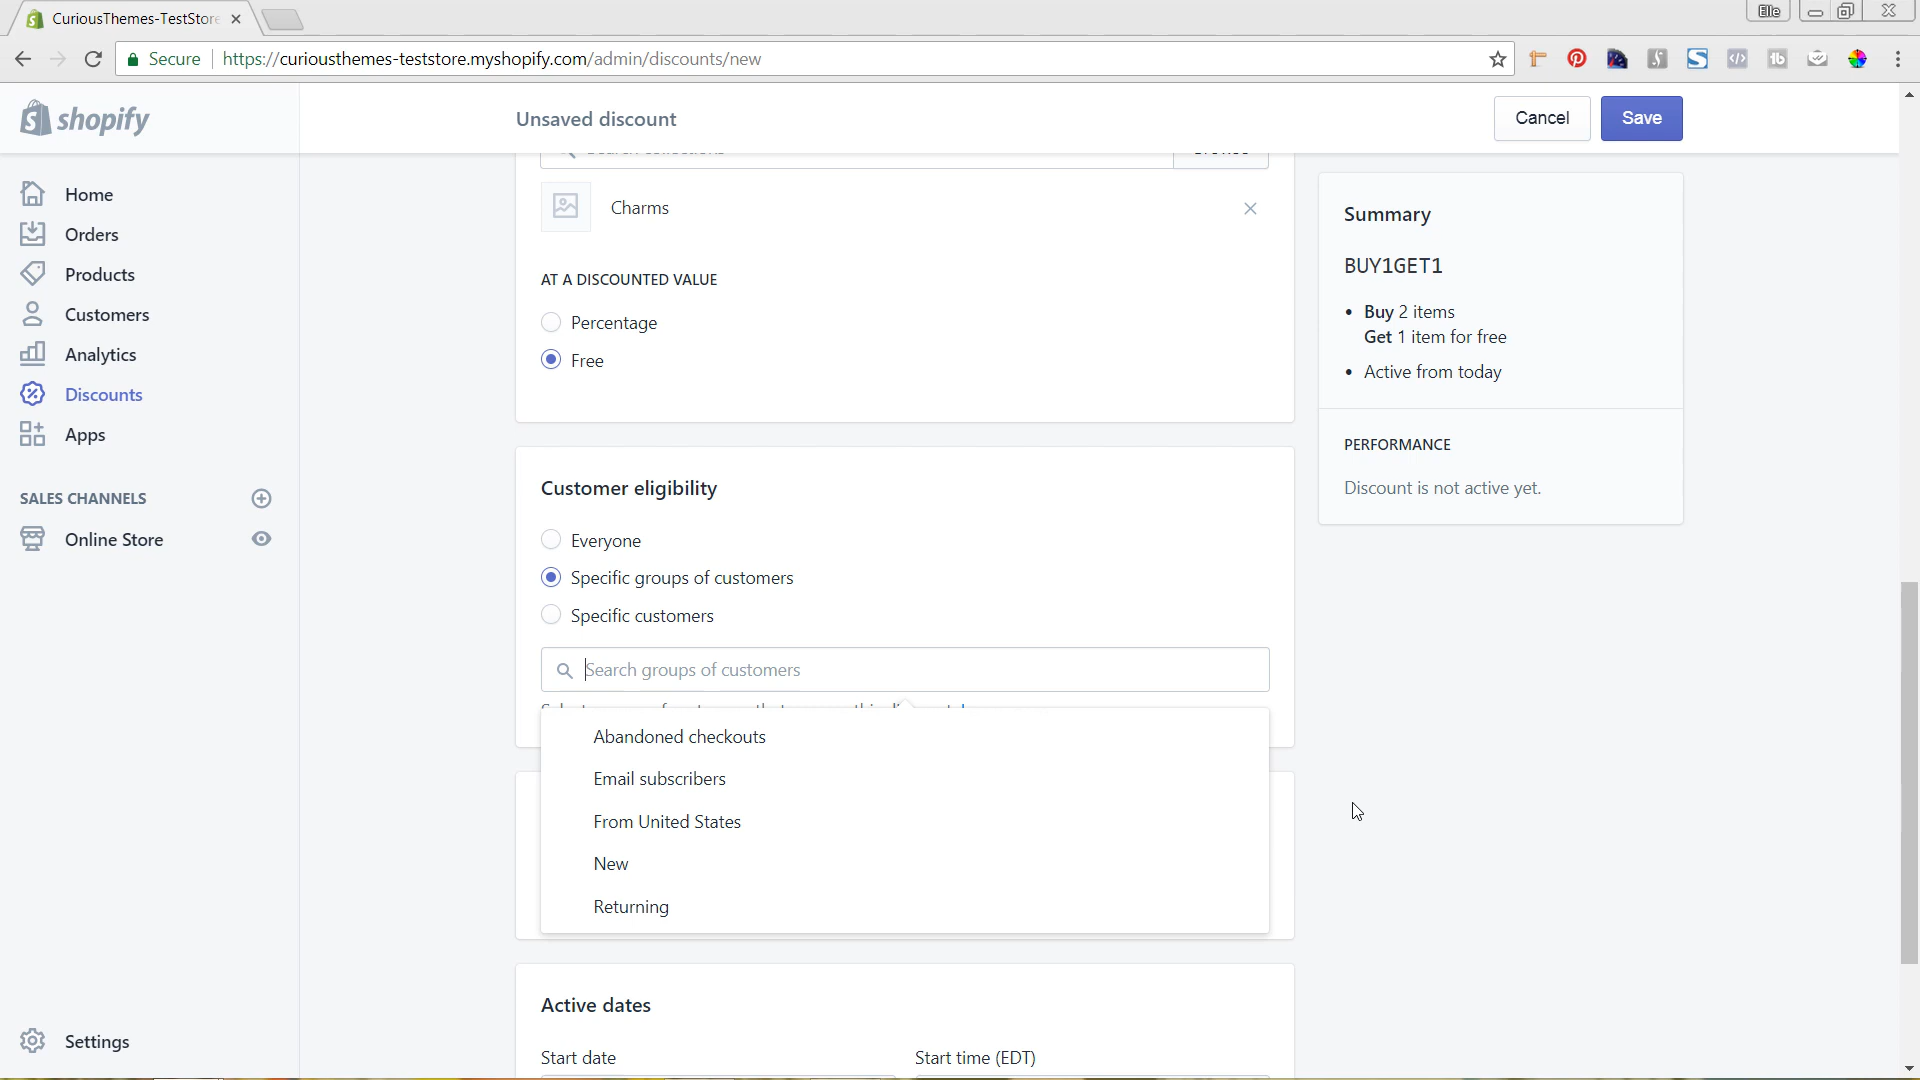 CuriousThemes-TestStore
Elle
Secure
https://curiousthemes-teststore.myshopify.com/admin/discounts/new
shopify
Unsaved discount
Cancel
Save
Home
Orders
Products
Customers
Analytics
Discounts
Apps
SALES CHANNELS
Online Store
Settings
Charms
AT A DISCOUNTED VALUE
Percentage
Free
Customer eligibility
Everyone
Specific groups of customers
Specific customers
Search groups of customers
Abandoned checkouts
Email subscribers
From United States
New
Returning
Active dates
Start date
Start time (EDT)
Summary
BUY1GET1
• Buy 2 items
Get 1 item for free
• Active from today
PERFORMANCE
Discount is not active yet.